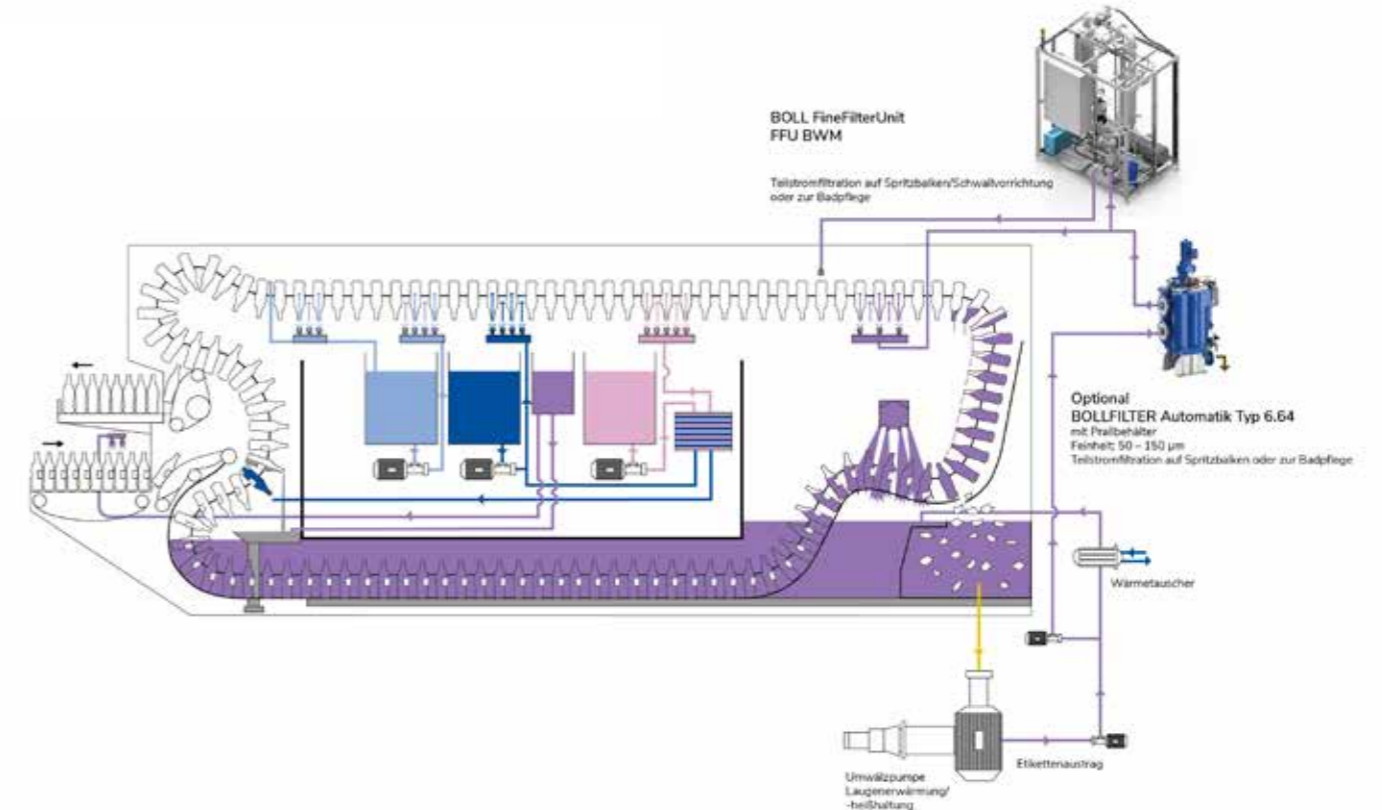 BOLL FineFilterUnit
FFU BWM
Teilstromfiltration auf Spritzbalken/Schwallvorrichtung
oder zur Badpflege
Optional
BOLLFILTER Automatik Typ 6.64
mit Prallbehälter
Feinheit: 50 – 150 µm
Teilstromfiltration auf Spritzbalken oder zur Badpflege
Wärmetauscher
Etikettenaustrag
Umwälzpumpe
Laugenerwärmung/
-heißhaltung